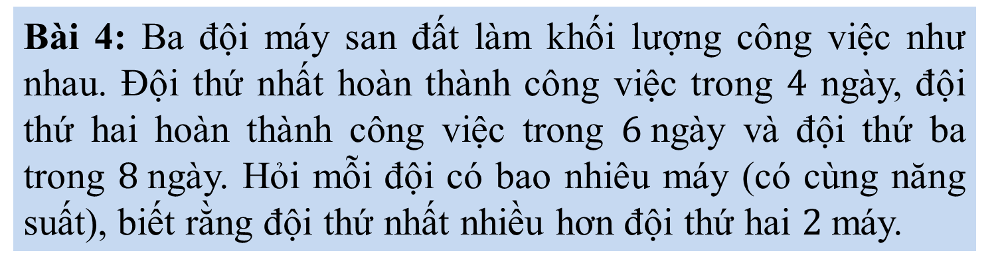 Bài 4: Ba đội máy san đất làm khối lượng công việc như
nhau. Đội thứ nhất hoàn thành công việc trong 4 ngày, đội
thứ hai hoàn thành công việc trong 6 ngày và đội thứ ba
trong 8 ngày. Hỏi mỗi đội có bao nhiêu máy (có cùng năng
suất), biết rằng đội thứ nhất nhiều hơn đội thứ hai 2 máy.